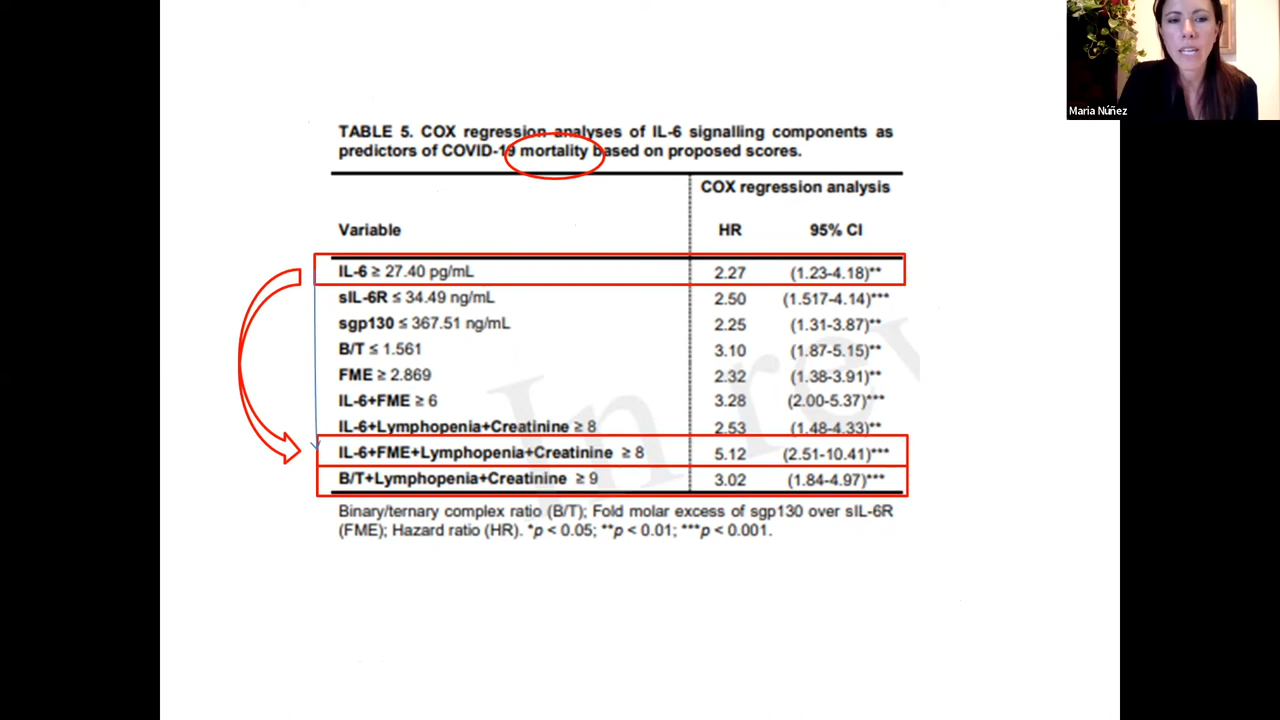 Maria Núñez
TABLE 5. COX regression analyses of IL-6 signalling components as
predictors of COVID-19 mortality based on proposed scores.
COX regression analysis
Variable HR 95% CI
IL-6 ≥ 27.40 pg/mL 2.27 (1.23-4.18)**
sIL-6R ≤ 34.49 ng/mL 2.50 (1.517-4.14)***
sgp130 ≤ 367.51 ng/mL 2.25 (1.31-3.87)**
B/T ≤ 1.561 3.10 (1.87-5.15)**
FME ≥ 2.869 2.32 (1.38-3.91)**
IL-6+FME ≥ 6 3.28 (2.00-5.37)***
IL-6+Lymphopenia+Creatinine ≥ 8 2.53 (1.48-4.33)**
IL-6+FME+Lymphopenia+Creatinine ≥ 8 5.12 (2.51-10.41)***
B/T+Lymphopenia+Creatinine ≥ 9 3.02 (1.84-4.97)***
Binary/ternary complex ratio (B/T); Fold molar excess of sgp130 over sIL-6R
(FME); Hazard ratio (HR). *p < 0.05; **p < 0.01; ***p < 0.001.
In rev